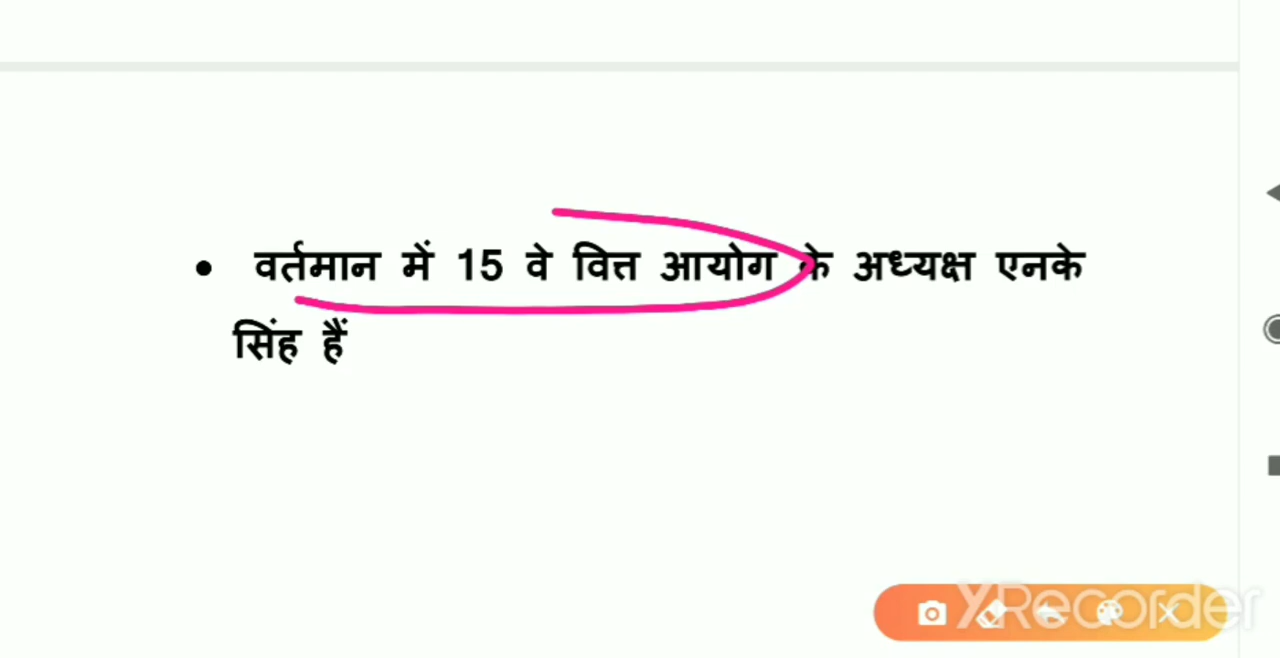 • वर्तमान में 15 वे वित्त आयोग के अध्यक्ष एनके
सिंह हैं
XRecorder